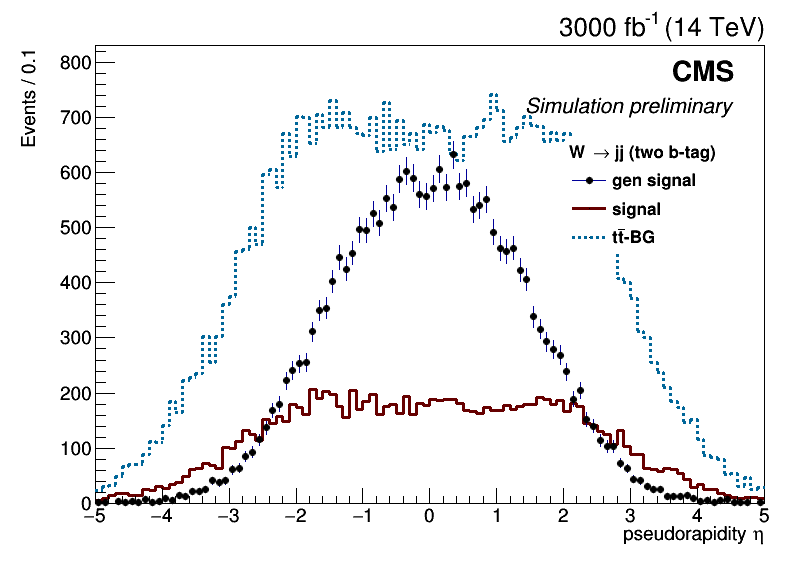 3000 fb⁻¹ (14 TeV)
CMS
Simulation preliminary
W → jj (two b-tag)
gen signal
signal
tt̄-BG
Events / 0.1
800
700
600
500
400
300
200
100
0
−5 −4 −3 −2 −1 0 1 2 3 4 5
pseudorapidity η